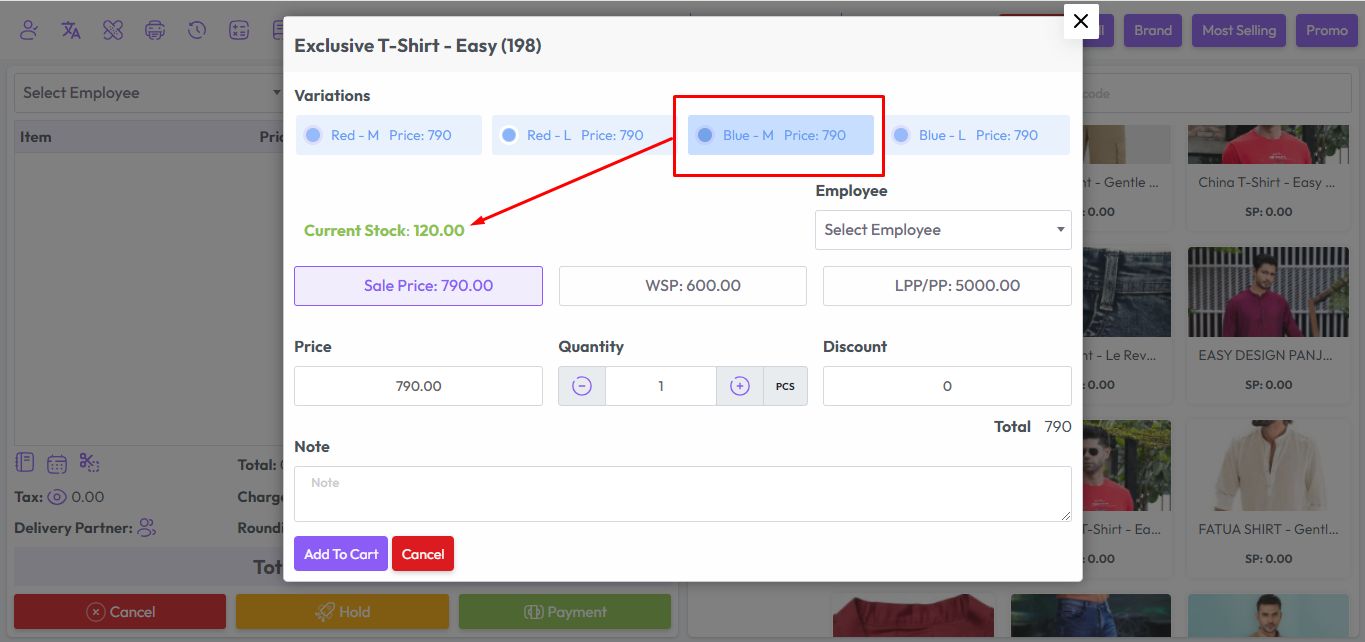 ll
Brand
Most Selling
Promo
Exclusive T-Shirt - Easy (198)
Select Employee
code
Variations
Item
Pric
Red - M Price: 790
Red - L Price: 790
Blue - M Price: 790
Blue - L Price: 790
nt - Gentle ...
China T-Shirt - Easy ...
: 0.00
SP: 0.00
Employee
Current Stock: 120.00
Select Employee
Sale Price: 790.00
WSP: 600.00
LPP/PP: 5000.00
Price
Quantity
Discount
nt - Le Rev...
EASY DESIGN PANJ...
: 0.00
SP: 0.00
790.00
1
PCS
0
Total 790
Note
Note
Total: 0
Tax: 0.00
Charge
Delivery Partner:
Roundi
T-Shirt - Ea...
FATUA SHIRT - Gentl...
: 0.00
SP: 0.00
Add To Cart
Cancel
Tot
Cancel
Hold
Payment